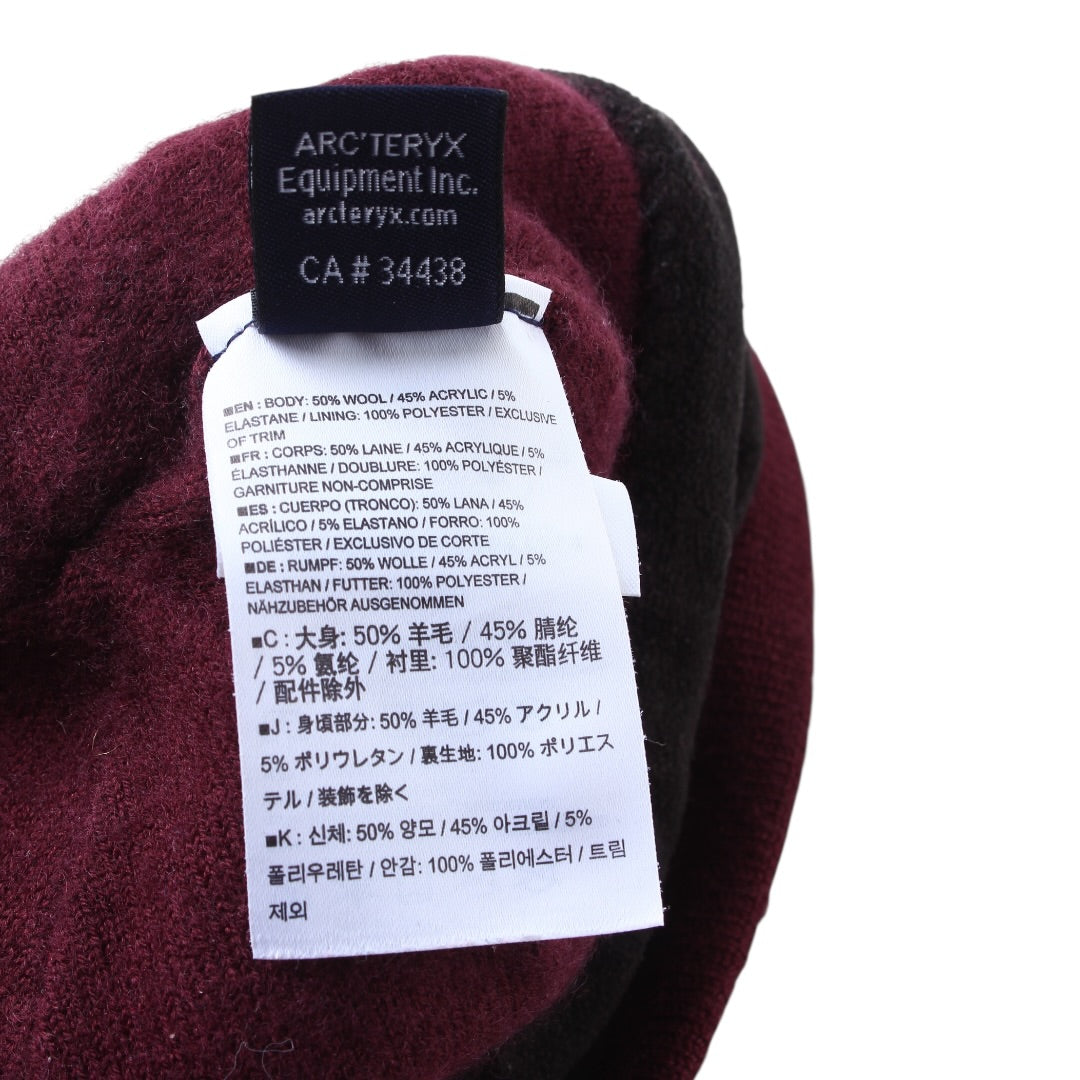 ARC'TERYX
Equipment Inc.
arcteryx.com
CA # 34438
■EN : BODY: 50% WOOL / 45% ACRYLIC / 5%
ELASTANE / LINING: 100% POLYESTER / EXCLUSIVE
OF TRIM
■FR : CORPS: 50% LAINE / 45% ACRYLIQUE / 5%
ÉLASTHANNE / DOUBLURE: 100% POLYÉSTER /
GARNITURE NON-COMPRISE
■ES : CUERPO (TRONCO): 50% LANA / 45%
ACRÍLICO / 5% ELASTANO / FORRO: 100%
POLIÉSTER / EXCLUSIVO DE CORTE
■DE : RUMPF: 50% WOLLE / 45% ACRYL / 5%
ELASTHAN / FUTTER: 100% POLYESTER /
NÄHZUBEHÖR AUSGENOMMEN
■C : 大身: 50% 羊毛 / 45% 腈纶
/ 5% 氨纶 / 衬里: 100% 聚酯纤维
/ 配件除外
■J : 身頃部分: 50% 羊毛 / 45% アクリル /
5% ポリウレタン / 裏生地: 100% ポリエス
テル / 装飾を除く
■K : 신체: 50% 양모 / 45% 아크릴 / 5%
폴리우레탄 / 안감: 100% 폴리에스터 / 트림
제외